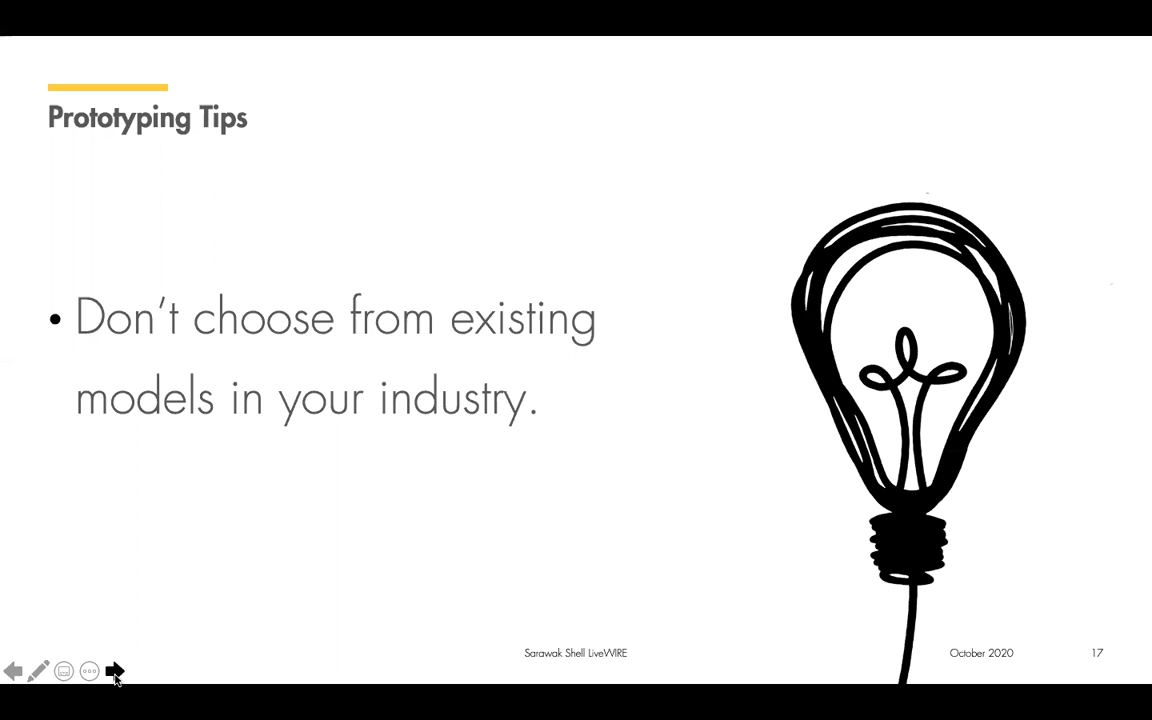 Prototyping Tips
• Don’t choose from existing
models in your industry.
Sarawak Shell LiveWIRE
October 2020
17